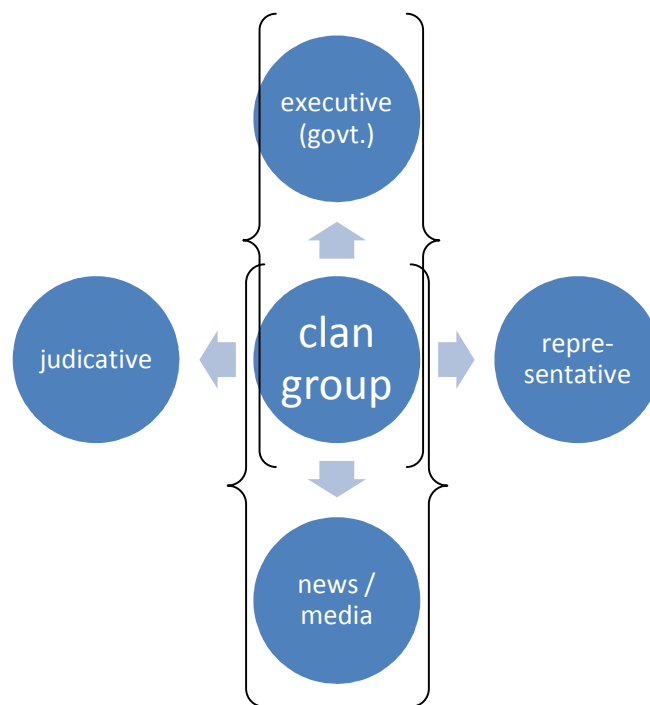 executive
(govt.)
judicative
clan
group
repre-
sentative
news /
media